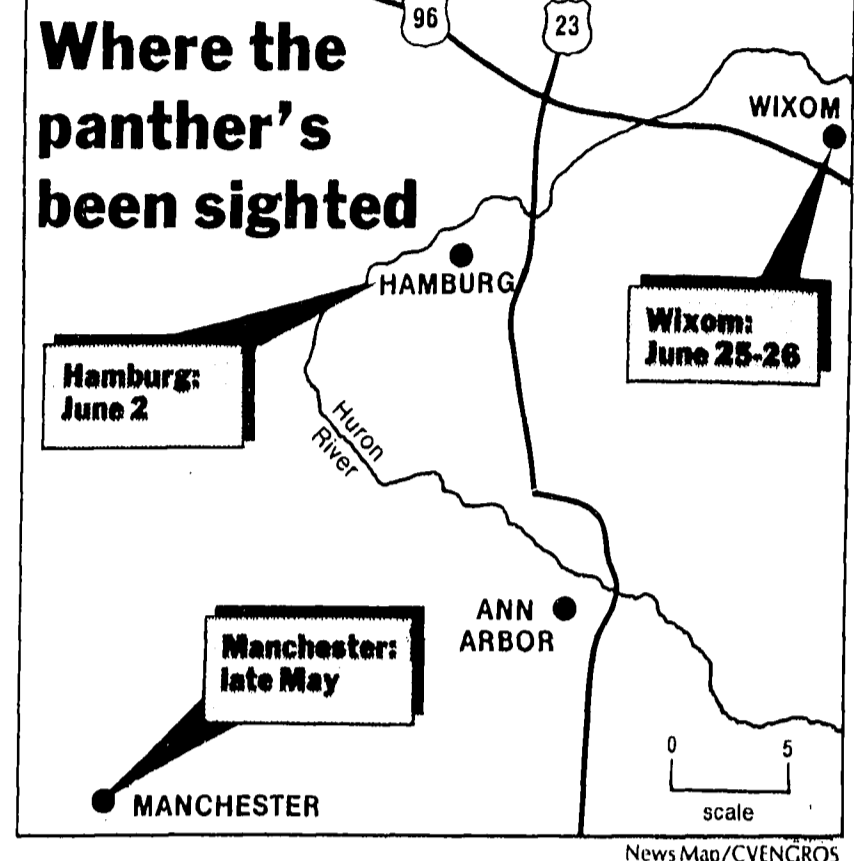 Where the
panther's
been sighted
96
23
WIXOM
HAMBURG
Wixom:
June 25-26
Hamburg:
June 2
Huron
River
ANN
ARBOR
Manchester:
late May
MANCHESTER
0 5
scale
News Map/CVENGROS